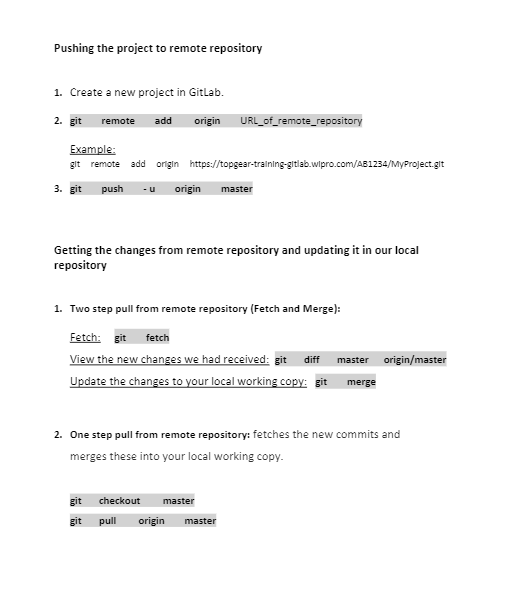 Pushing the project to remote repository
1. Create a new project in GitLab.
2. git remote add origin URL_of_remote_repository
Example:
git remote add origin https://topgear-training-gitlab.wipro.com/AB1234/MyProject.git
3. git push -u origin master
Getting the changes from remote repository and updating it in our local
repository
1. Two step pull from remote repository (Fetch and Merge):
Fetch: git fetch
View the new changes we had received: git diff master origin/master
Update the changes to your local working copy: git merge
2. One step pull from remote repository: fetches the new commits and
merges these into your local working copy.
git checkout master
git pull origin master